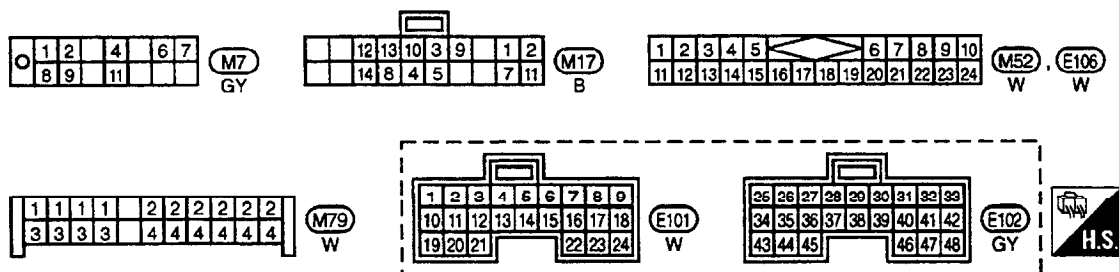 1 2 4 6 7
8 9 11
M7
GY
12 13 10 3 9 1 2
14 8 4 5 7 11
M17
B
1 2 3 4 5 6 7 8 9 10
11 12 13 14 15 16 17 18 19 20 21 22 23 24
M52 , E106
W W
1 1 1 1 2 2 2 2 2 2
3 3 3 3 4 4 4 4 4 4
M79
W
1 2 3 4 5 6 7 8 9
10 11 12 13 14 15 16 17 18
19 20 21 22 23 24
E101
W
25 26 27 28 29 30 31 32 33
34 35 36 37 38 39 40 41 42
43 44 45 46 47 48
E102
GY
H.S.